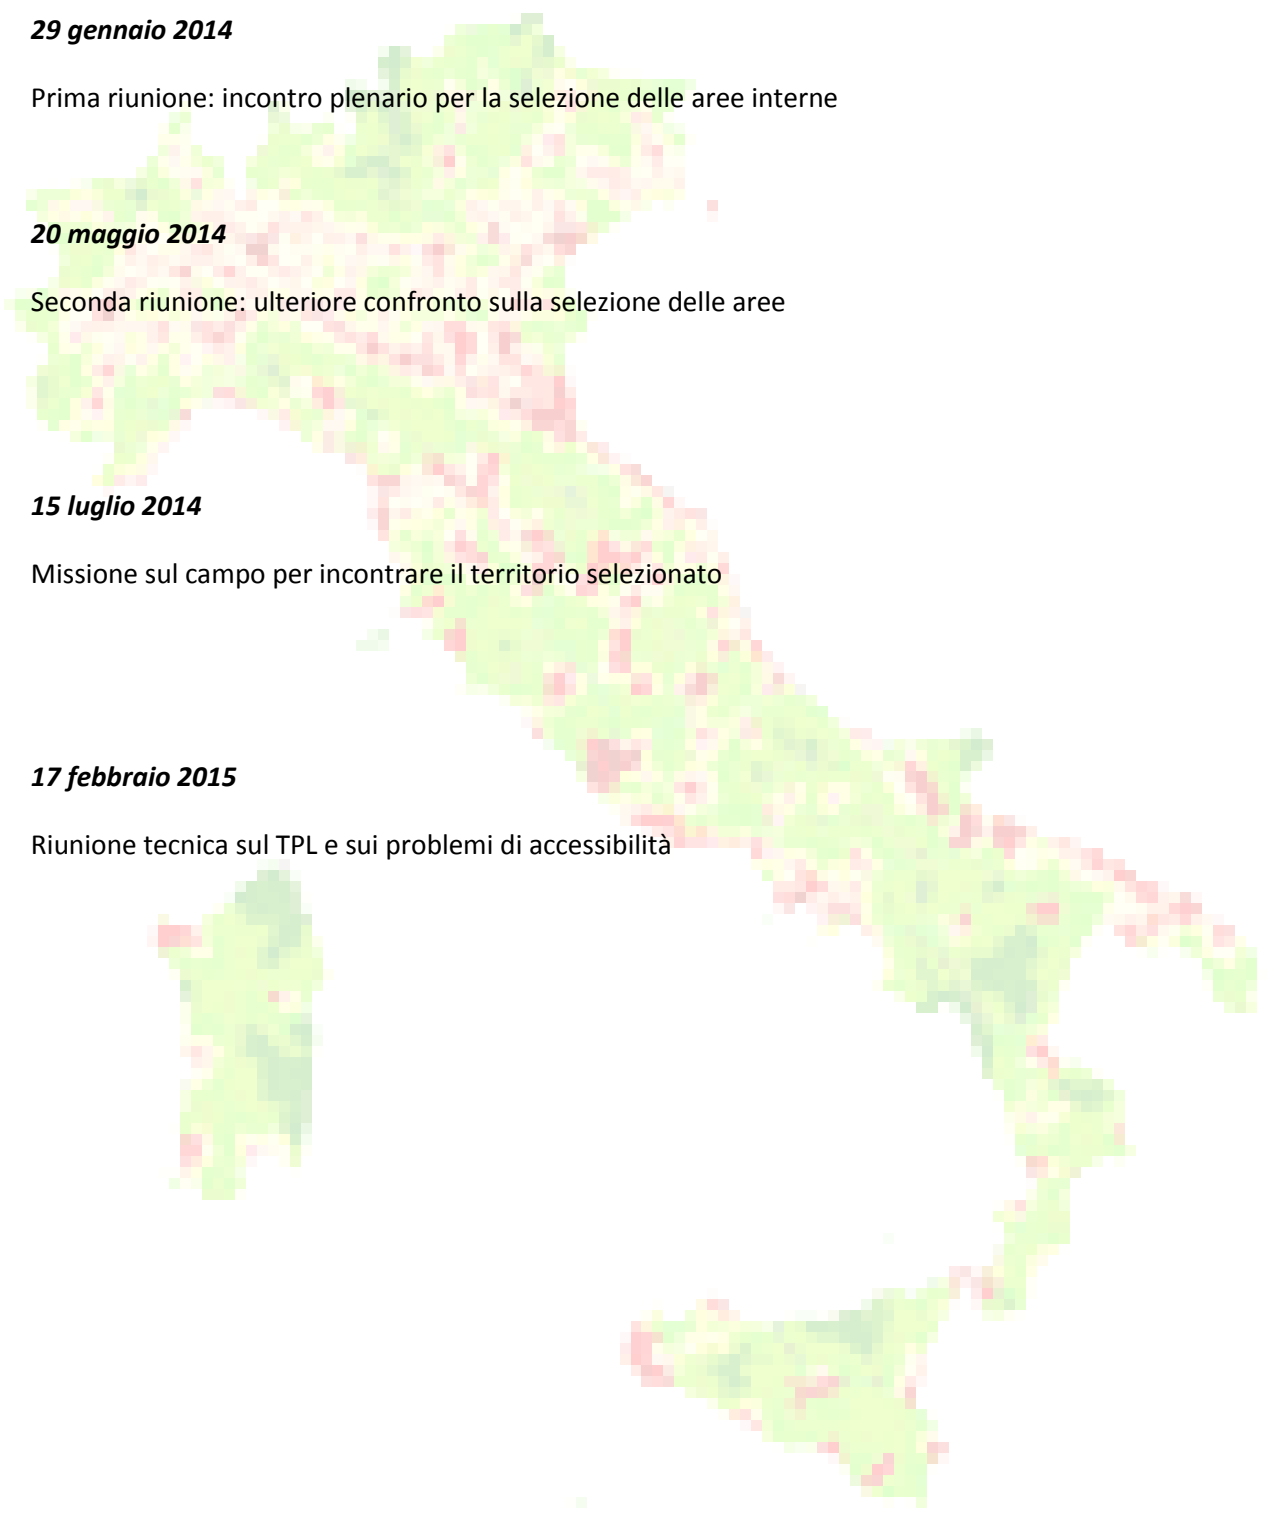 29 gennaio 2014
Prima riunione: incontro plenario per la selezione delle aree interne
20 maggio 2014
Seconda riunione: ulteriore confronto sulla selezione delle aree
15 luglio 2014
Missione sul campo per incontrare il territorio selezionato
17 febbraio 2015
Riunione tecnica sul TPL e sui problemi di accessibilità